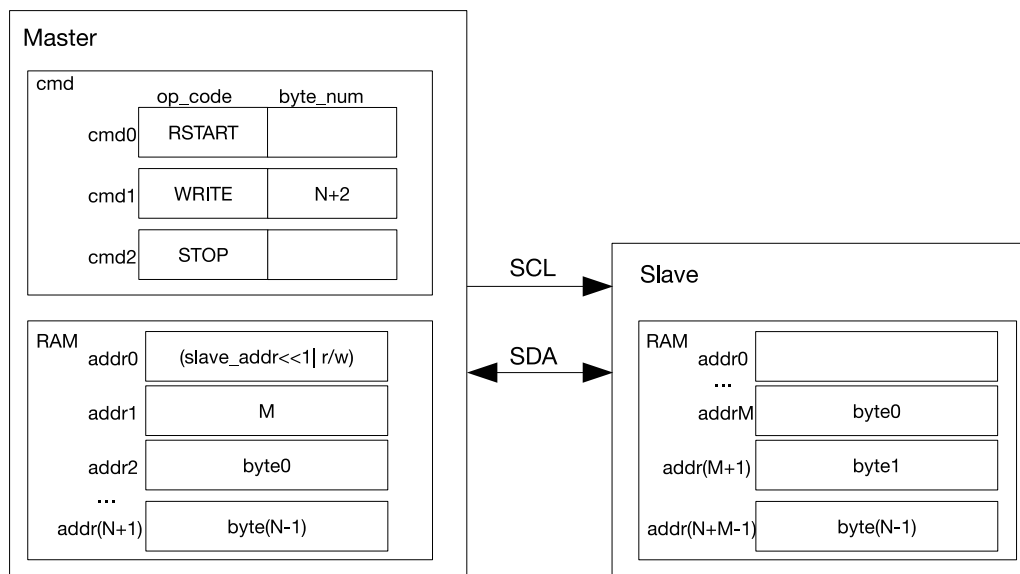 Master
cmd
op_code byte_num
cmd0 RSTART
cmd1 WRITE N+2
cmd2 STOP
SCL
Slave
RAM
addr0 (slave_addr<<1| r/w)
addr1 M
addr2 byte0
...
addr(N+1) byte(N-1)
SDA
RAM
addr0
...
addrM byte0
addr(M+1) byte1
addr(N+M-1) byte(N-1)